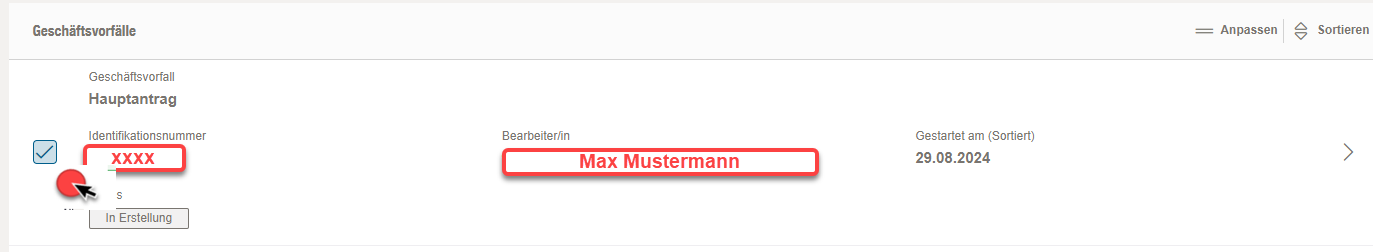 Geschäftsvorfälle
Anpassen
Sortieren
Geschäftsvorfall
Hauptantrag
Identifikationsnummer
Bearbeiter/in
Gestartet am (Sortiert)
xxxx
Max Mustermann
29.08.2024
s
In Erstellung